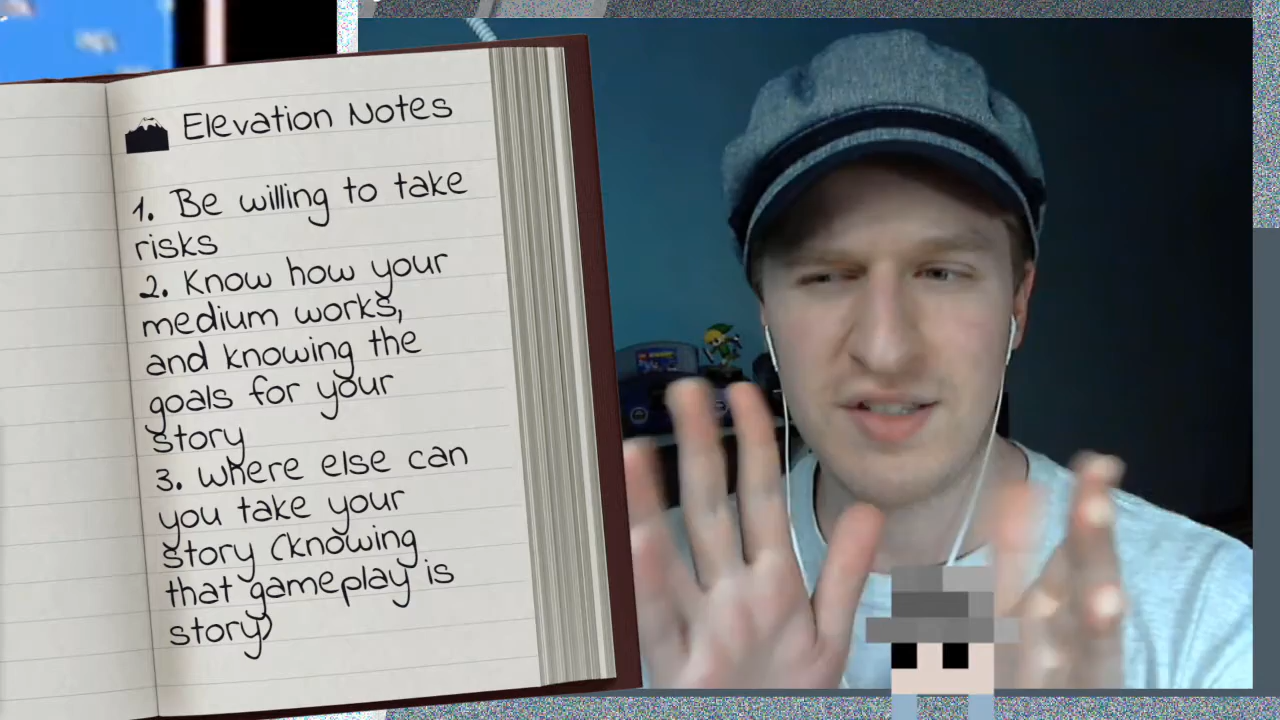 Elevation Notes
1. Be willing to take
risks
2. Know how your
medium works,
and knowing the
goals for your
story
3. Where else can
you take your
story (knowing
that gameplay is
story)